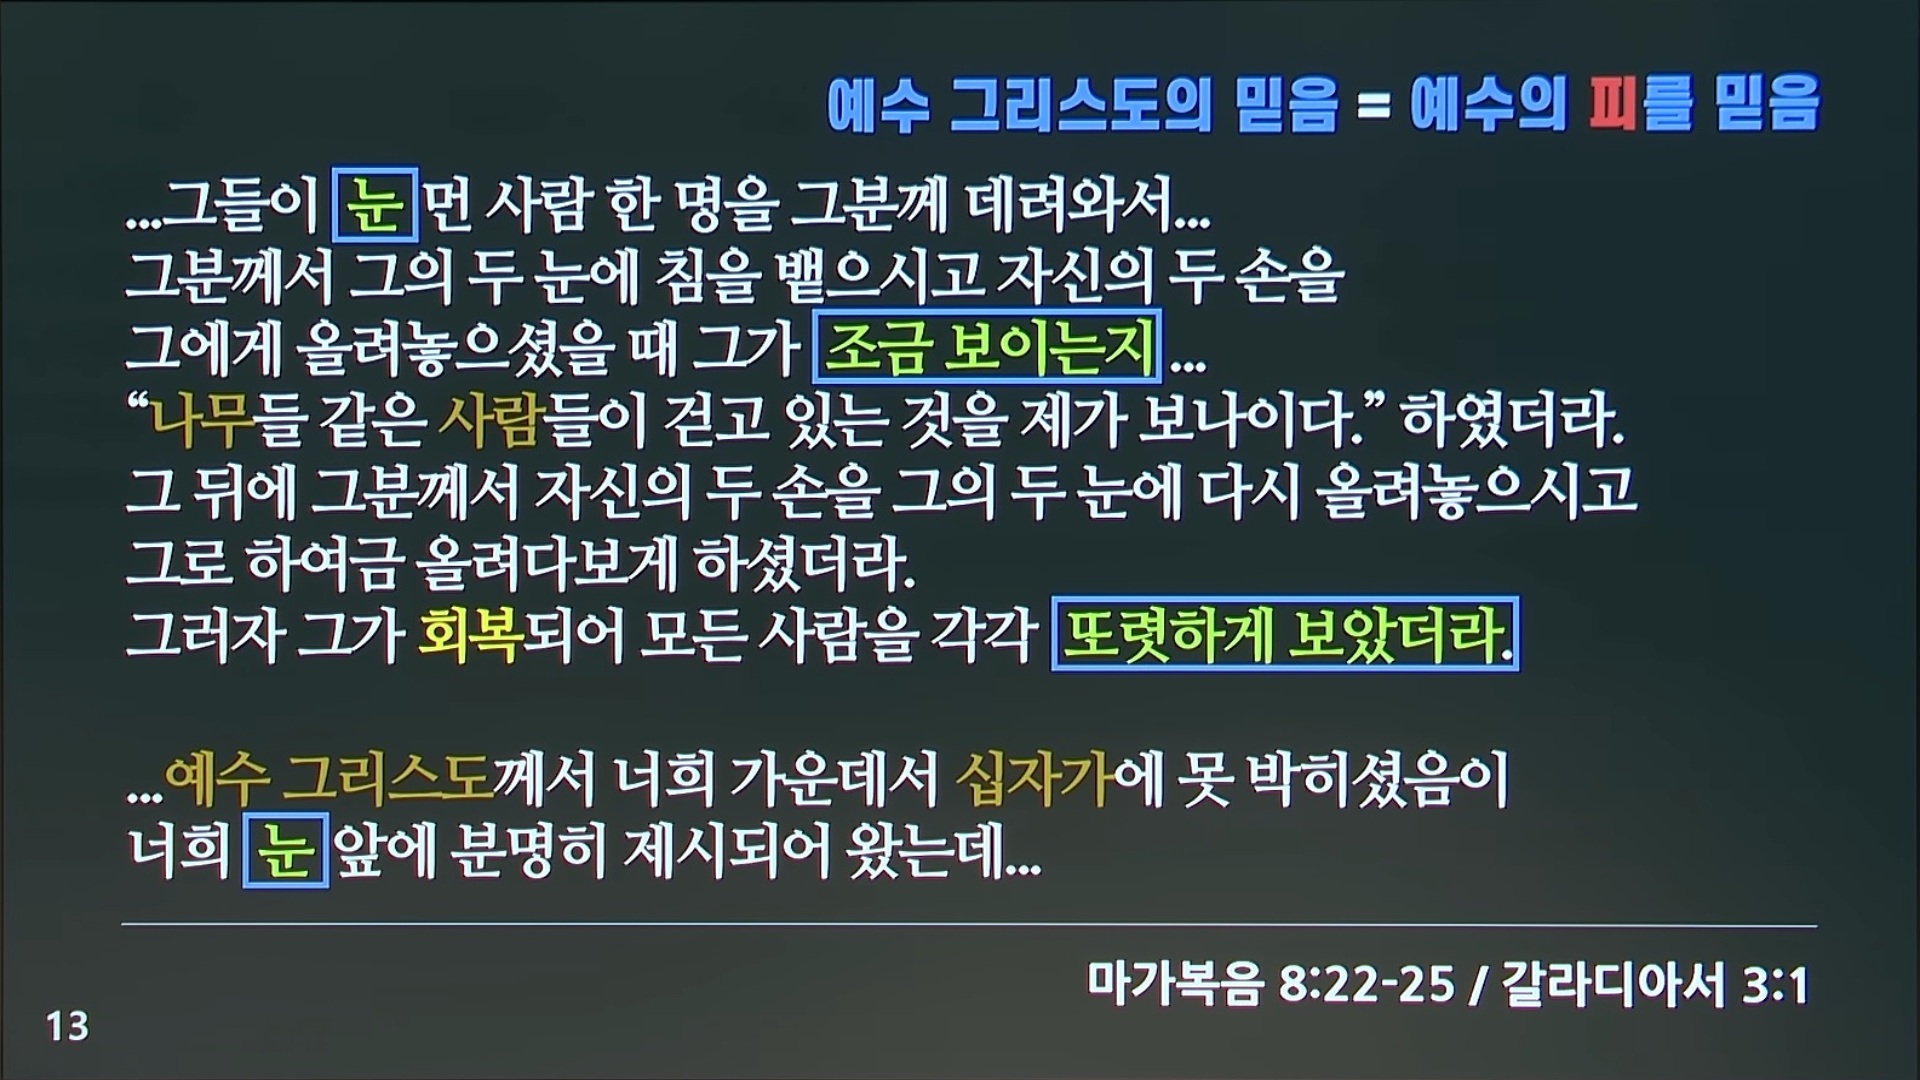 예수 그리스도의 믿음 = 예수의 피를 믿음
...그들이 눈먼 사람 한 명을 그분께 데려와서...
그분께서 그의 두 눈에 침을 뱉으시고 자신의 두 손을
그에게 올려놓으셨을 때 그가 조금 보이는지...
“나무들 같은 사람들이 걷고 있는 것을 제가 보나이다.” 하였더라.
그 뒤에 그분께서 자신의 두 손을 그의 두 눈에 다시 올려놓으시고
그로 하여금 올려다보게 하셨더라.
그러자 그가 회복되어 모든 사람을 각각 또렷하게 보았더라.
...예수 그리스도께서 너희 가운데서 십자가에 못 박히셨음이
너희 눈앞에 분명히 제시되어 왔는데...
마가복음 8:22-25 / 갈라디아서 3:1
13